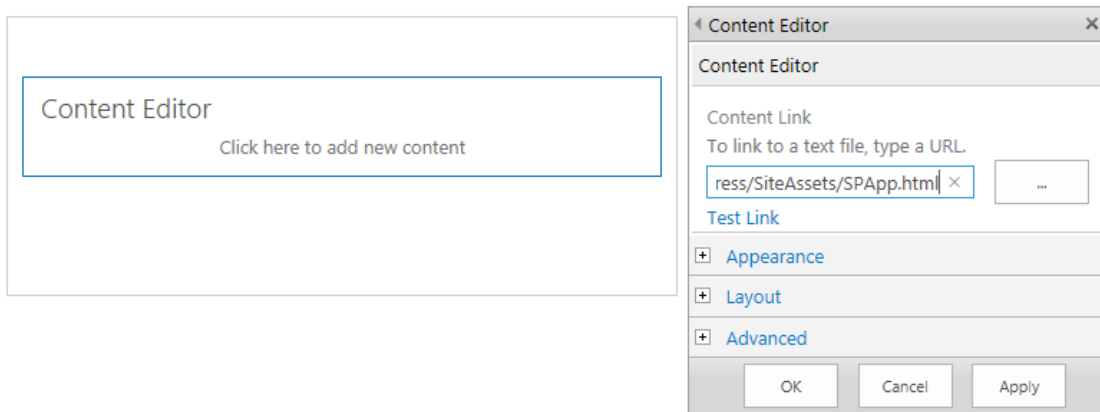 Content Editor
Click here to add new content
Content Editor
Content Editor
Content Link
To link to a text file, type a URL.
ress/SiteAssets/SPApp.html
...
Test Link
Appearance
Layout
Advanced
OK Cancel Apply